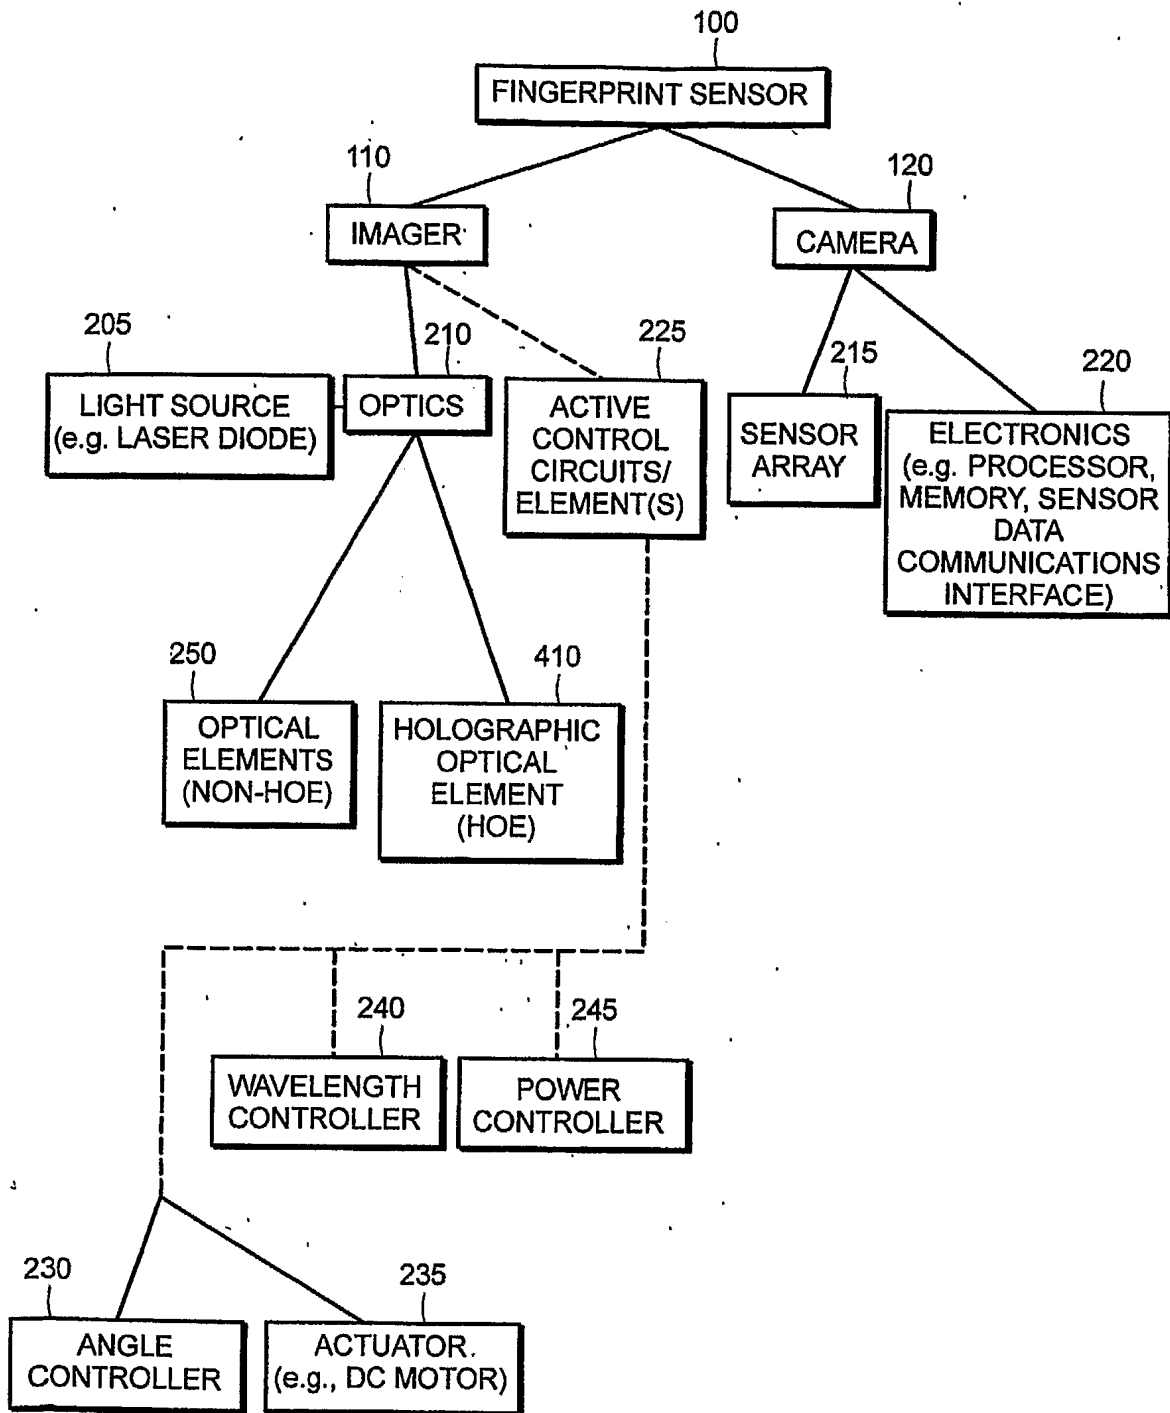 100
FINGERPRINT SENSOR
110
120
IMAGER
CAMERA
205
210
225
215
220
LIGHT SOURCE
(e.g. LASER DIODE)
OPTICS
ACTIVE
CONTROL
CIRCUITS/
ELEMENT(S)
SENSOR
ARRAY
ELECTRONICS
(e.g. PROCESSOR,
MEMORY, SENSOR
DATA
COMMUNICATIONS
INTERFACE)
250
410
OPTICAL
ELEMENTS
(NON-HOE)
HOLOGRAPHIC
OPTICAL
ELEMENT
(HOE)
240
245
WAVELENGTH
CONTROLLER
POWER
CONTROLLER
230
235
ANGLE
CONTROLLER
ACTUATOR.
(e.g., DC MOTOR)